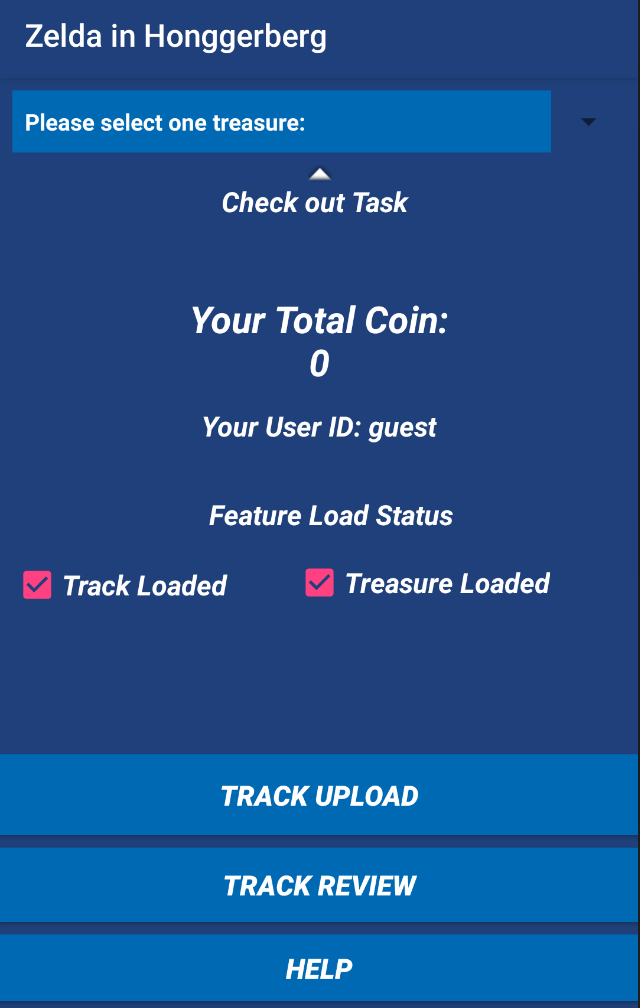 Zelda in Honggerberg
Please select one treasure:
Check out Task
Your Total Coin:
0
Your User ID: guest
Feature Load Status
Track Loaded
Treasure Loaded
TRACK UPLOAD
TRACK REVIEW
HELP